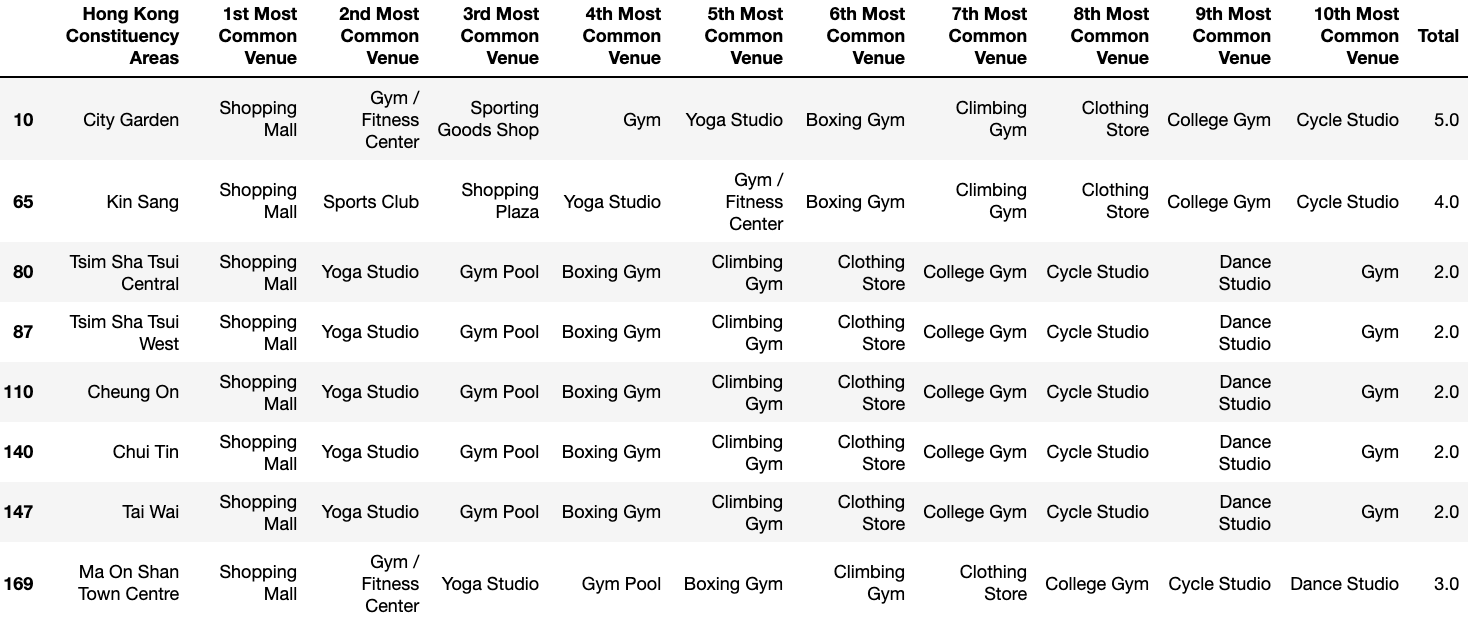 Hong Kong Constituency Areas 1st Most Common Venue 2nd Most Common Venue 3rd Most Common Venue 4th Most Common Venue 5th Most Common Venue 6th Most Common Venue 7th Most Common Venue 8th Most Common Venue 9th Most Common Venue 10th Most Common Venue Total
10 City Garden Shopping Mall Gym / Fitness Center Sporting Goods Shop Gym Yoga Studio Boxing Gym Climbing Gym Clothing Store College Gym Cycle Studio 5.0
65 Kin Sang Shopping Mall Sports Club Shopping Plaza Yoga Studio Gym / Fitness Center Boxing Gym Climbing Gym Clothing Store College Gym Cycle Studio 4.0
80 Tsim Sha Tsui Central Shopping Mall Yoga Studio Gym Pool Boxing Gym Climbing Gym Clothing Store College Gym Cycle Studio Dance Studio Gym 2.0
87 Tsim Sha Tsui West Shopping Mall Yoga Studio Gym Pool Boxing Gym Climbing Gym Clothing Store College Gym Cycle Studio Dance Studio Gym 2.0
110 Cheung On Shopping Mall Yoga Studio Gym Pool Boxing Gym Climbing Gym Clothing Store College Gym Cycle Studio Dance Studio Gym 2.0
140 Chui Tin Shopping Mall Yoga Studio Gym Pool Boxing Gym Climbing Gym Clothing Store College Gym Cycle Studio Dance Studio Gym 2.0
147 Tai Wai Shopping Mall Yoga Studio Gym Pool Boxing Gym Climbing Gym Clothing Store College Gym Cycle Studio Dance Studio Gym 2.0
169 Ma On Shan Town Centre Shopping Mall Gym / Fitness Center Yoga Studio Gym Pool Boxing Gym Climbing Gym Clothing Store College Gym Cycle Studio Dance Studio 3.0